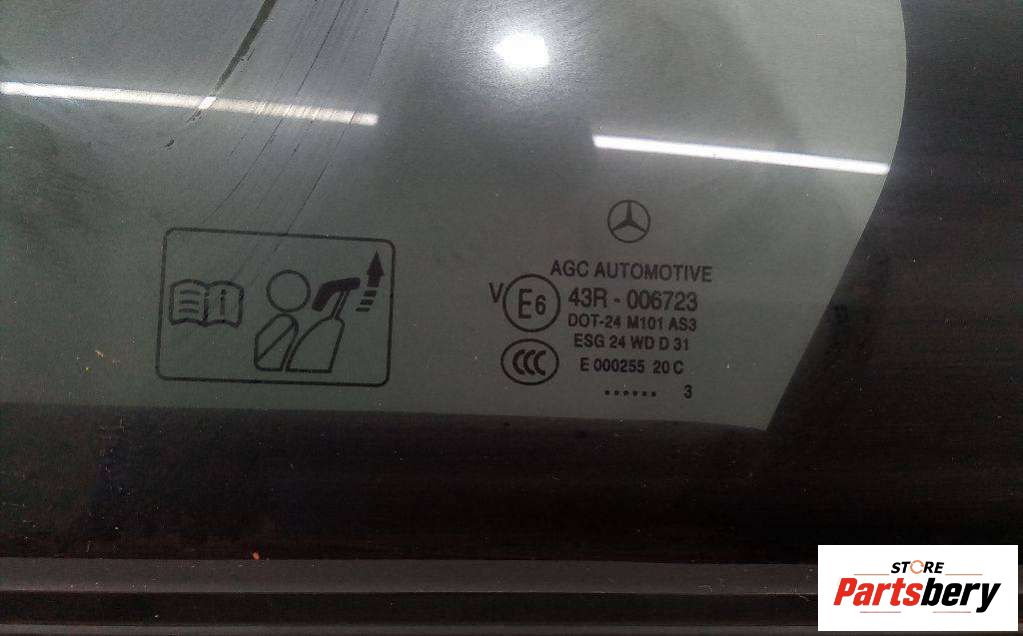 AGC AUTOMOTIVE
V E6 43R - 006723
DOT-24 M101 AS3
ESG 24 WD D 31
CCC E 000255 20 C
...... 3
i
STORE
Partsbery